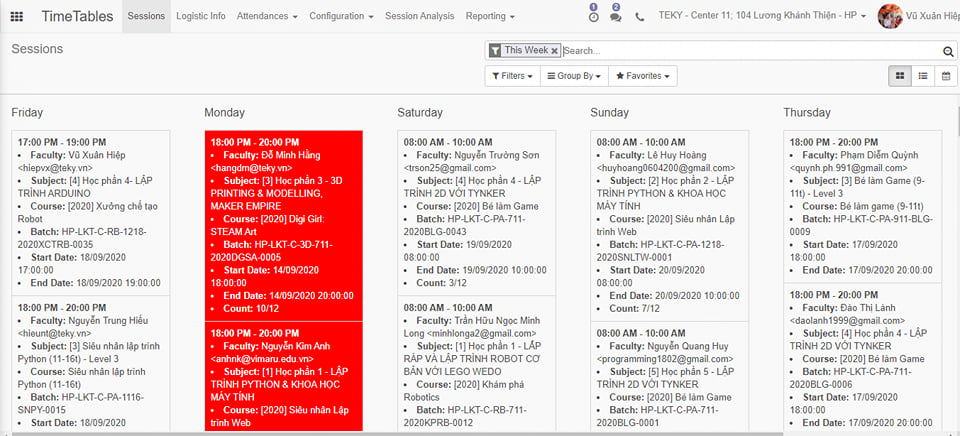 TimeTables Sessions Logistic Info Attendances Configuration Session Analysis Reporting 1 2 TEKY - Center 11; 104 Lương Khánh Thiện - HP Vũ Xuân Hiệp
Sessions
This Week × Search...
Filters Group By Favorites
Friday
17:00 PM - 19:00 PM
• Faculty: Vũ Xuân Hiệp
<hiepvx@teky.vn>
• Subject: [4] Học phần 4- LẬP
TRÌNH ARDUINO
• Course: [2020] Xưởng chế tạo
Robot
• Batch: HP-LKT-C-RB-1218-
2020XCTRB-0035
• Start Date: 18/09/2020
17:00:00
• End Date: 18/09/2020 19:00:00
18:00 PM - 20:00 PM
• Faculty: Nguyễn Trung Hiếu
<hieunt@teky.vn>
• Subject: [3] Siêu nhân lập trình
Python (11-16t) - Level 3
• Course: Siêu nhân lập trình
Python (11-16t)
• Batch: HP-LKT-C-PA-1116-
SNPY-0015
• Start Date: 18/09/2020
Monday
18:00 PM - 20:00 PM
• Faculty: Đỗ Minh Hằng
<hangdm@teky.vn>
• Subject: [3] Học phần 3 - 3D
PRINTING & MODELLING,
MAKER EMPIRE
• Course: [2020] Digi Girl:
STEAM Art
• Batch: HP-LKT-C-3D-711-
2020DGSA-0005
• Start Date: 14/09/2020
18:00:00
• End Date: 14/09/2020 20:00:00
• Count: 10/12
18:00 PM - 20:00 PM
• Faculty: Nguyễn Kim Anh
<anhnk@vimaru.edu.vn>
• Subject: [1] Học phần 1 - LẬP
TRÌNH PYTHON & KHOA HỌC
MÁY TÍNH
• Course: [2020] Siêu nhân Lập
trình Web
Saturday
08:00 AM - 10:00 AM
• Faculty: Nguyễn Trường Sơn
<trson25@gmail.com>
• Subject: [4] Học phần 4 - LẬP
TRÌNH 2D VỚI TYNKER
• Course: [2020] Bé làm Game
• Batch: HP-LKT-C-PA-711-
2020BLG-0043
• Start Date: 19/09/2020
08:00:00
• End Date: 19/09/2020 10:00:00
• Count: 3/12
08:00 AM - 10:00 AM
• Faculty: Trần Hữu Ngọc Minh
Long <minhlonga2@gmail.com>
• Subject: [1] Học phần 1 - LẮP
RÁP VÀ LẬP TRÌNH ROBOT CƠ
BẢN VỚI LEGO WEDO
• Course: [2020] Khám phá
Robotics
• Batch: HP-LKT-C-RB-711-
2020KPRB-0012
Sunday
08:00 AM - 10:00 AM
• Faculty: Lê Huy Hoàng
<huyhoang0604200@gmail.com>
• Subject: [2] Học phần 2 - LẬP
TRÌNH PYTHON & KHOA HỌC
MÁY TÍNH
• Course: [2020] Siêu nhân Lập
trình Web
• Batch: HP-LKT-C-PA-1218-
2020SNLTW-0001
• Start Date: 20/09/2020
08:00:00
• End Date: 20/09/2020 10:00:00
• Count: 7/12
08:00 AM - 10:00 AM
• Faculty: Nguyễn Quang Huy
<programming1802@gmail.com>
• Subject: [5] Học phần 5 - LẬP
TRÌNH 2D VỚI TYNKER
• Course: [2020] Bé làm Game
• Batch: HP-LKT-C-PA-711-
2020BLG-0001
Thursday
18:00 PM - 20:00 PM
• Faculty: Phạm Diễm Quỳnh
<quynh.ph.991@gmail.com>
• Subject: [3] Bé làm Game (9-
11t) - Level 3
• Course: Bé làm game (9-11t)
• Batch: HP-LKT-C-PA-911-BLG-
0009
• Start Date: 17/09/2020
18:00:00
• End Date: 17/09/2020 20:00:00
18:00 PM - 20:00 PM
• Faculty: Đào Thị Lành
<daolanh1999@gmail.com>
• Subject: [4] Học phần 4 - LẬP
TRÌNH 2D VỚI TYNKER
• Course: [2020] Bé làm Game
• Batch: HP-LKT-C-PA-711-
2020BLG-0006
• Start Date: 17/09/2020
18:00:00
• End Date: 17/09/2020 20:00:00